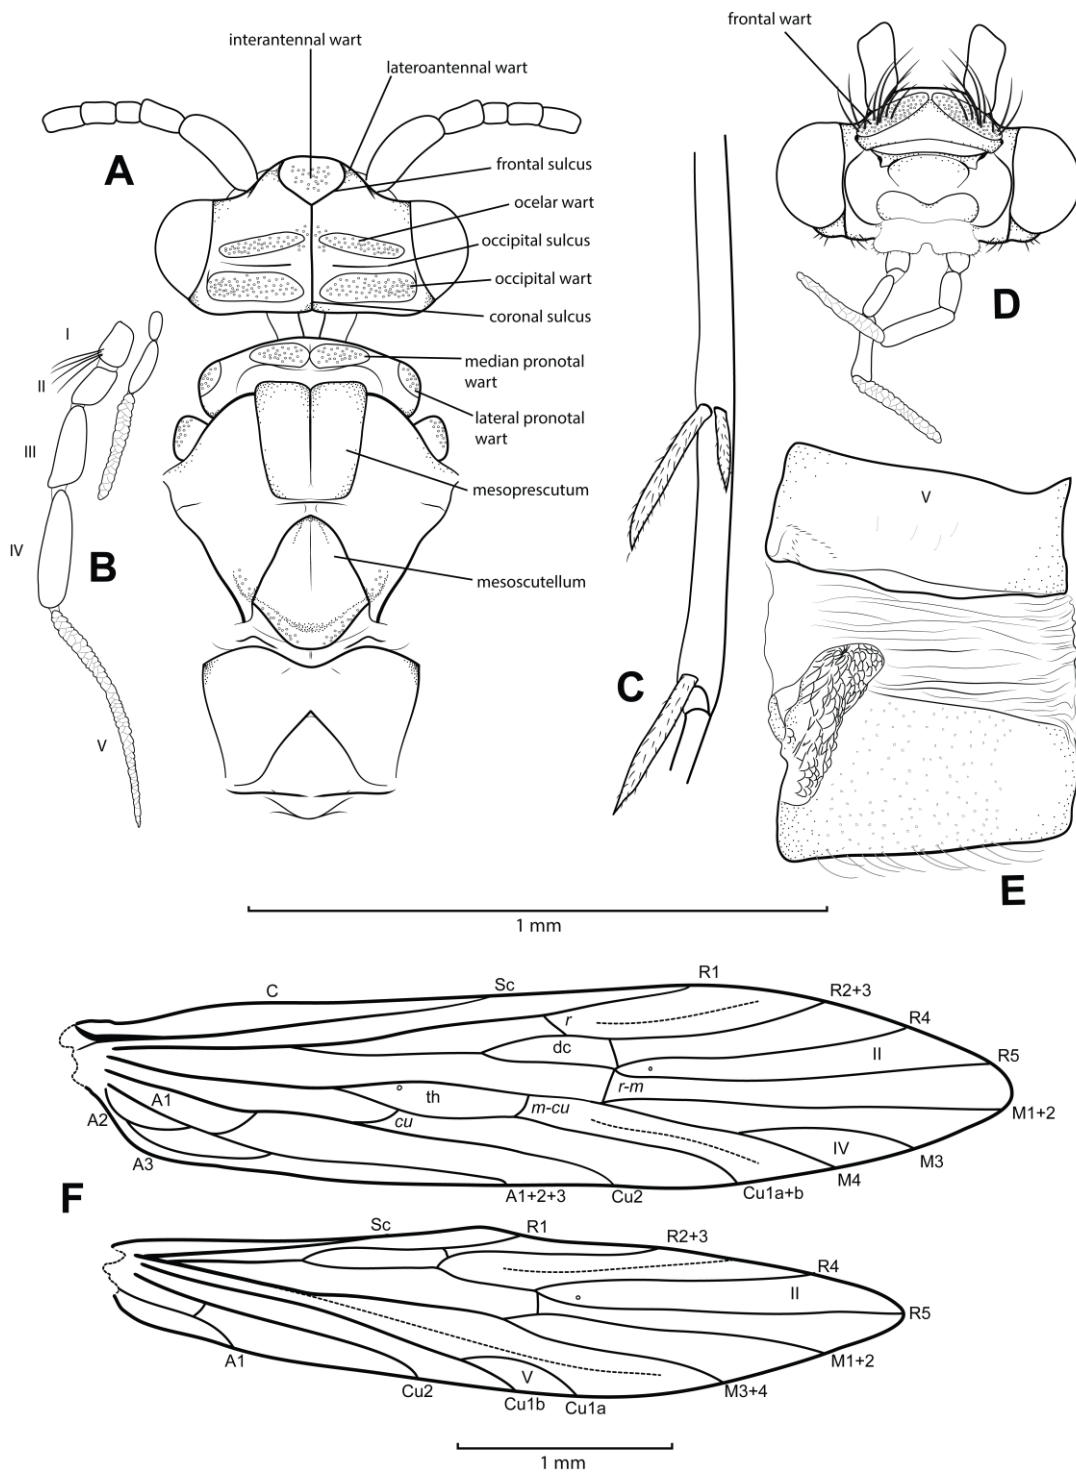 interantennal wart
lateroantennal wart
frontal sulcus
ocelar wart
occipital sulcus
occipital wart
coronal sulcus
median pronotal
wart
lateral pronotal
wart
mesoprescutum
mesoscutellum
A
I
II
III
IV
V
B
C
frontal wart
D
V
E
1 mm
C
Sc
R1
R2+3
R4
R5
r
dc
II
r-m
th
m-cu
cu
A1
A2
A3
M1+2
IV
M3
M4
A1+2+3
Cu2
Cu1a+b
F
Sc
R1
R2+3
R4
II
R5
M1+2
V
M3+4
A1
Cu2
Cu1b
Cu1a
1 mm